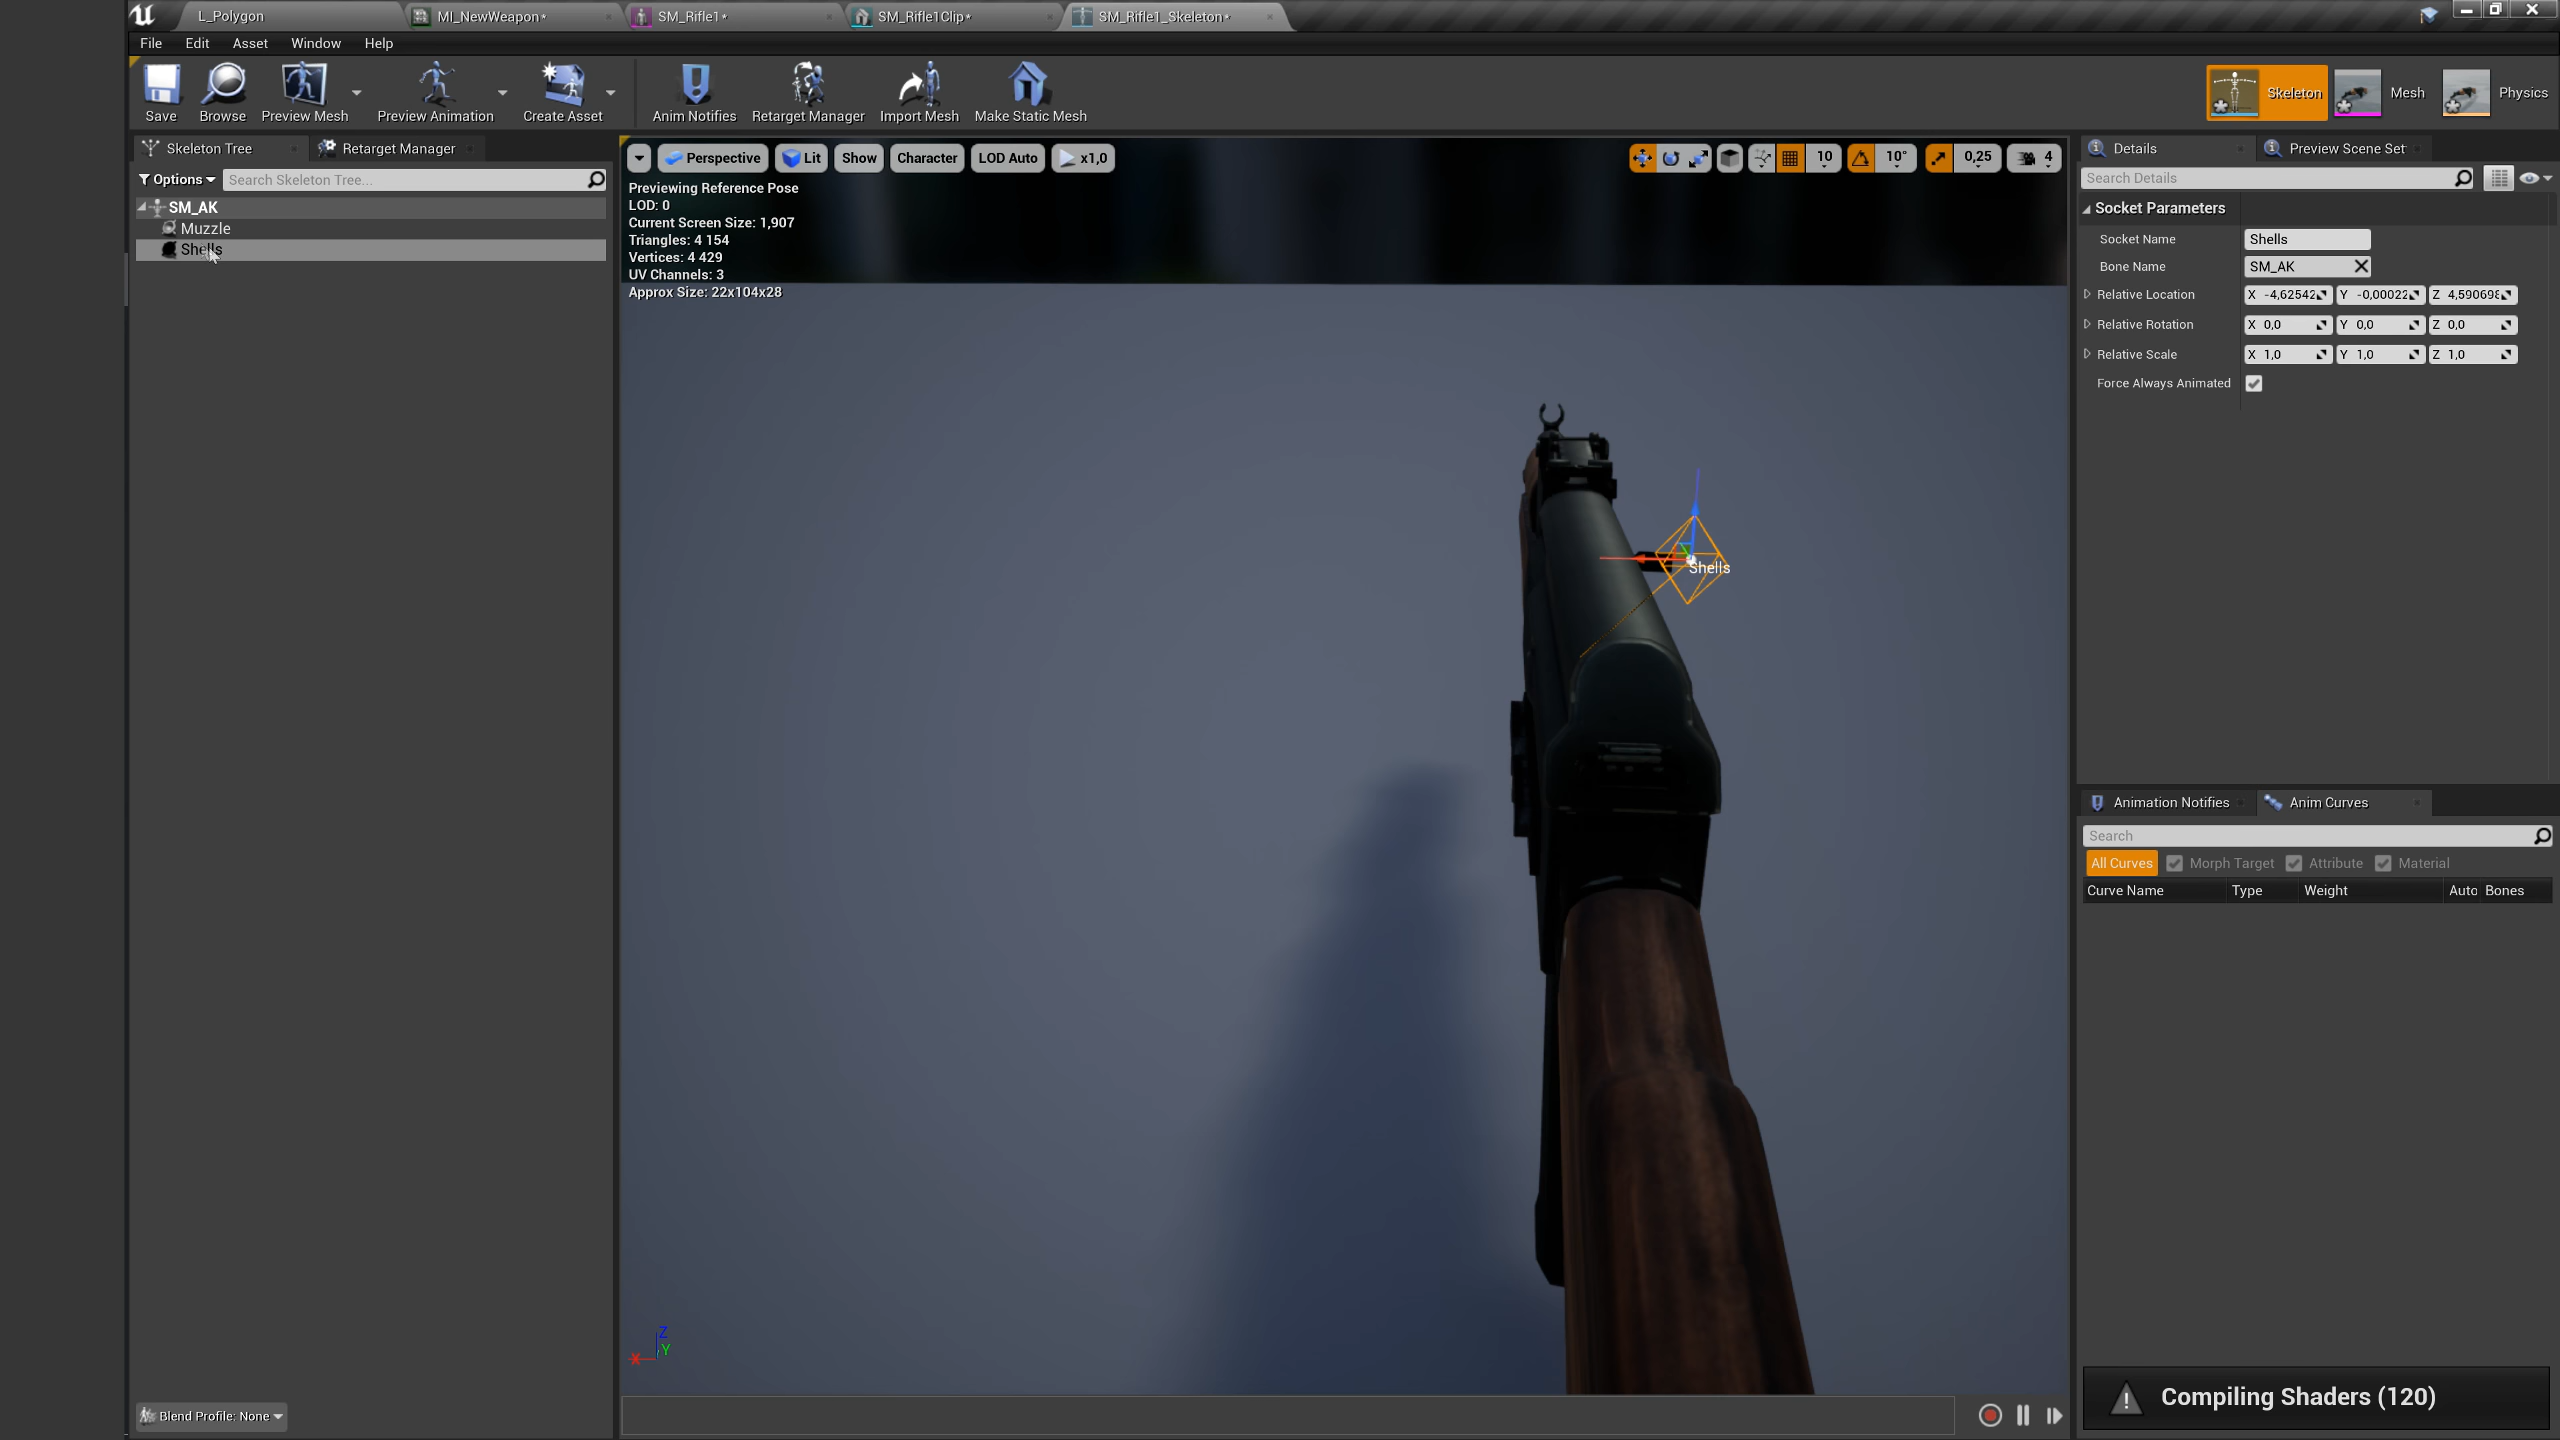 L_Polygon
MI_NewWeapon*
SM_Rifle1*
SM_Rifle1Clip*
SM_Rifle1_Skeleton*
File Edit Asset Window Help
Save
Browse
Preview Mesh
Preview Animation
Create Asset
Anim Notifies
Retarget Manager
Import Mesh
Make Static Mesh
Skeleton
Mesh
Physics
Skeleton Tree
Retarget Manager
Options
Search Skeleton Tree...
SM_AK
Muzzle
Shells
Perspective
Lit
Show
Character
LOD Auto
x1,0
10
10°
0,25
4
Previewing Reference Pose
LOD: 0
Current Screen Size: 1,907
Triangles: 4 154
Vertices: 4 429
UV Channels: 3
Approx Size: 22x104x28
Shells
Z
Y
X
Details
Preview Scene Set
Search Details
Socket Parameters
Socket Name Shells
Bone Name SM_AK
Relative Location X -4,62542 Y -0,00022 Z 4,59069
Relative Rotation X 0,0 Y 0,0 Z 0,0
Relative Scale X 1,0 Y 1,0 Z 1,0
Force Always Animated
Animation Notifies
Anim Curves
Search
All Curves Morph Target Attribute Material
Curve Name Type Weight Auto Bones
Blend Profile: None
Compiling Shaders (120)